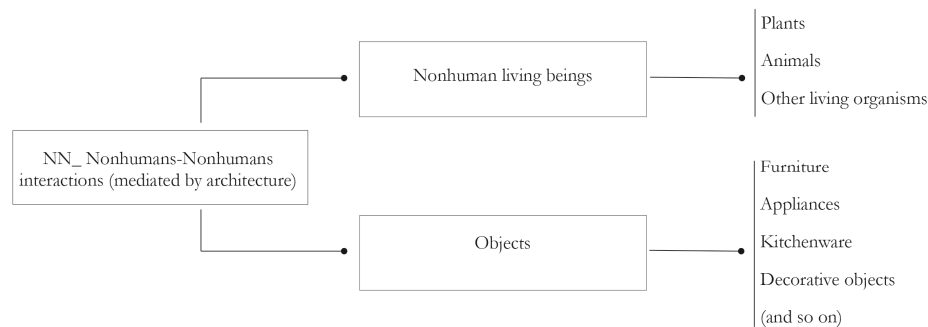 NN_ Nonhumans-Nonhumans
interactions (mediated by architecture)
Nonhuman living beings
Plants
Animals
Other living organisms
Objects
Furniture
Appliances
Kitchenware
Decorative objects
(and so on)